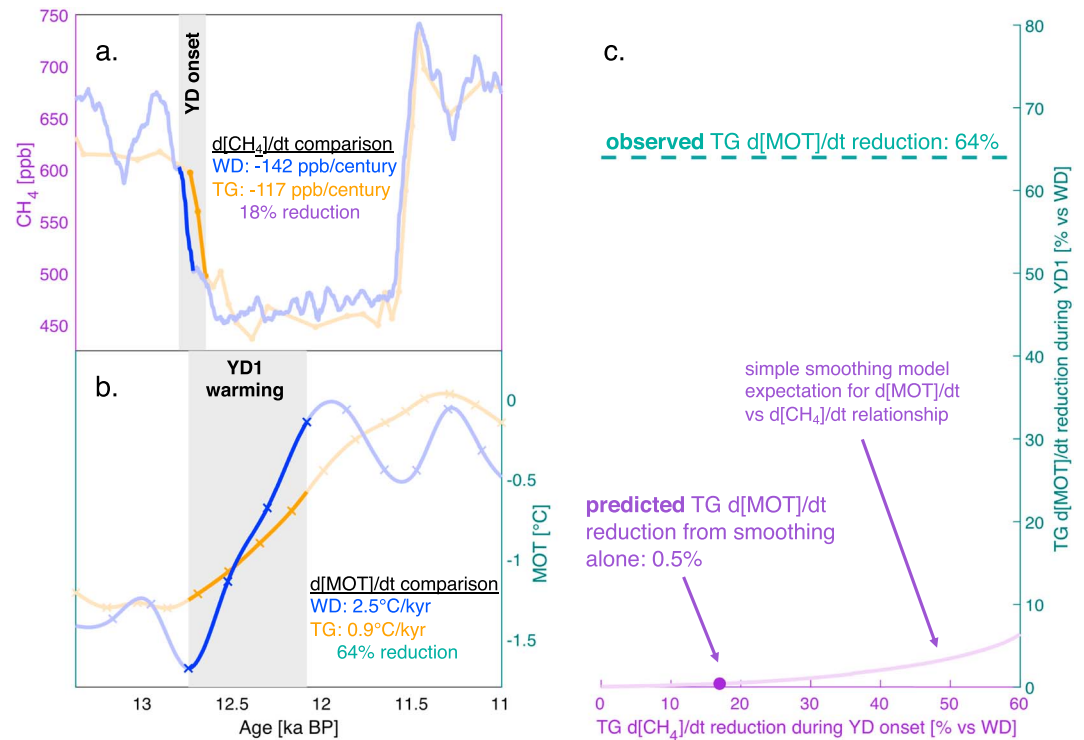 a.
YD onset
750
700
650
600
550
500
450
CH4 [ppb]
d[CH4]/dt comparison
WD: -142 ppb/century
TG: -117 ppb/century
18% reduction
b.
YD1
warming
0
-0.5
-1
-1.5
MOT [°C]
d[MOT]/dt comparison
WD: 2.5°C/kyr
TG: 0.9°C/kyr
64% reduction
13
12.5
12
11.5
11
Age [ka BP]
c.
observed TG d[MOT]/dt reduction: 64%
simple smoothing model
expectation for d[MOT]/dt
vs d[CH4]/dt relationship
predicted TG d[MOT]/dt
reduction from smoothing
alone: 0.5%
80
70
60
50
40
30
20
10
0
TG d[MOT]/dt reduction during YD1 [% vs WD]
0
10
20
30
40
50
60
TG d[CH4]/dt reduction during YD onset [% vs WD]